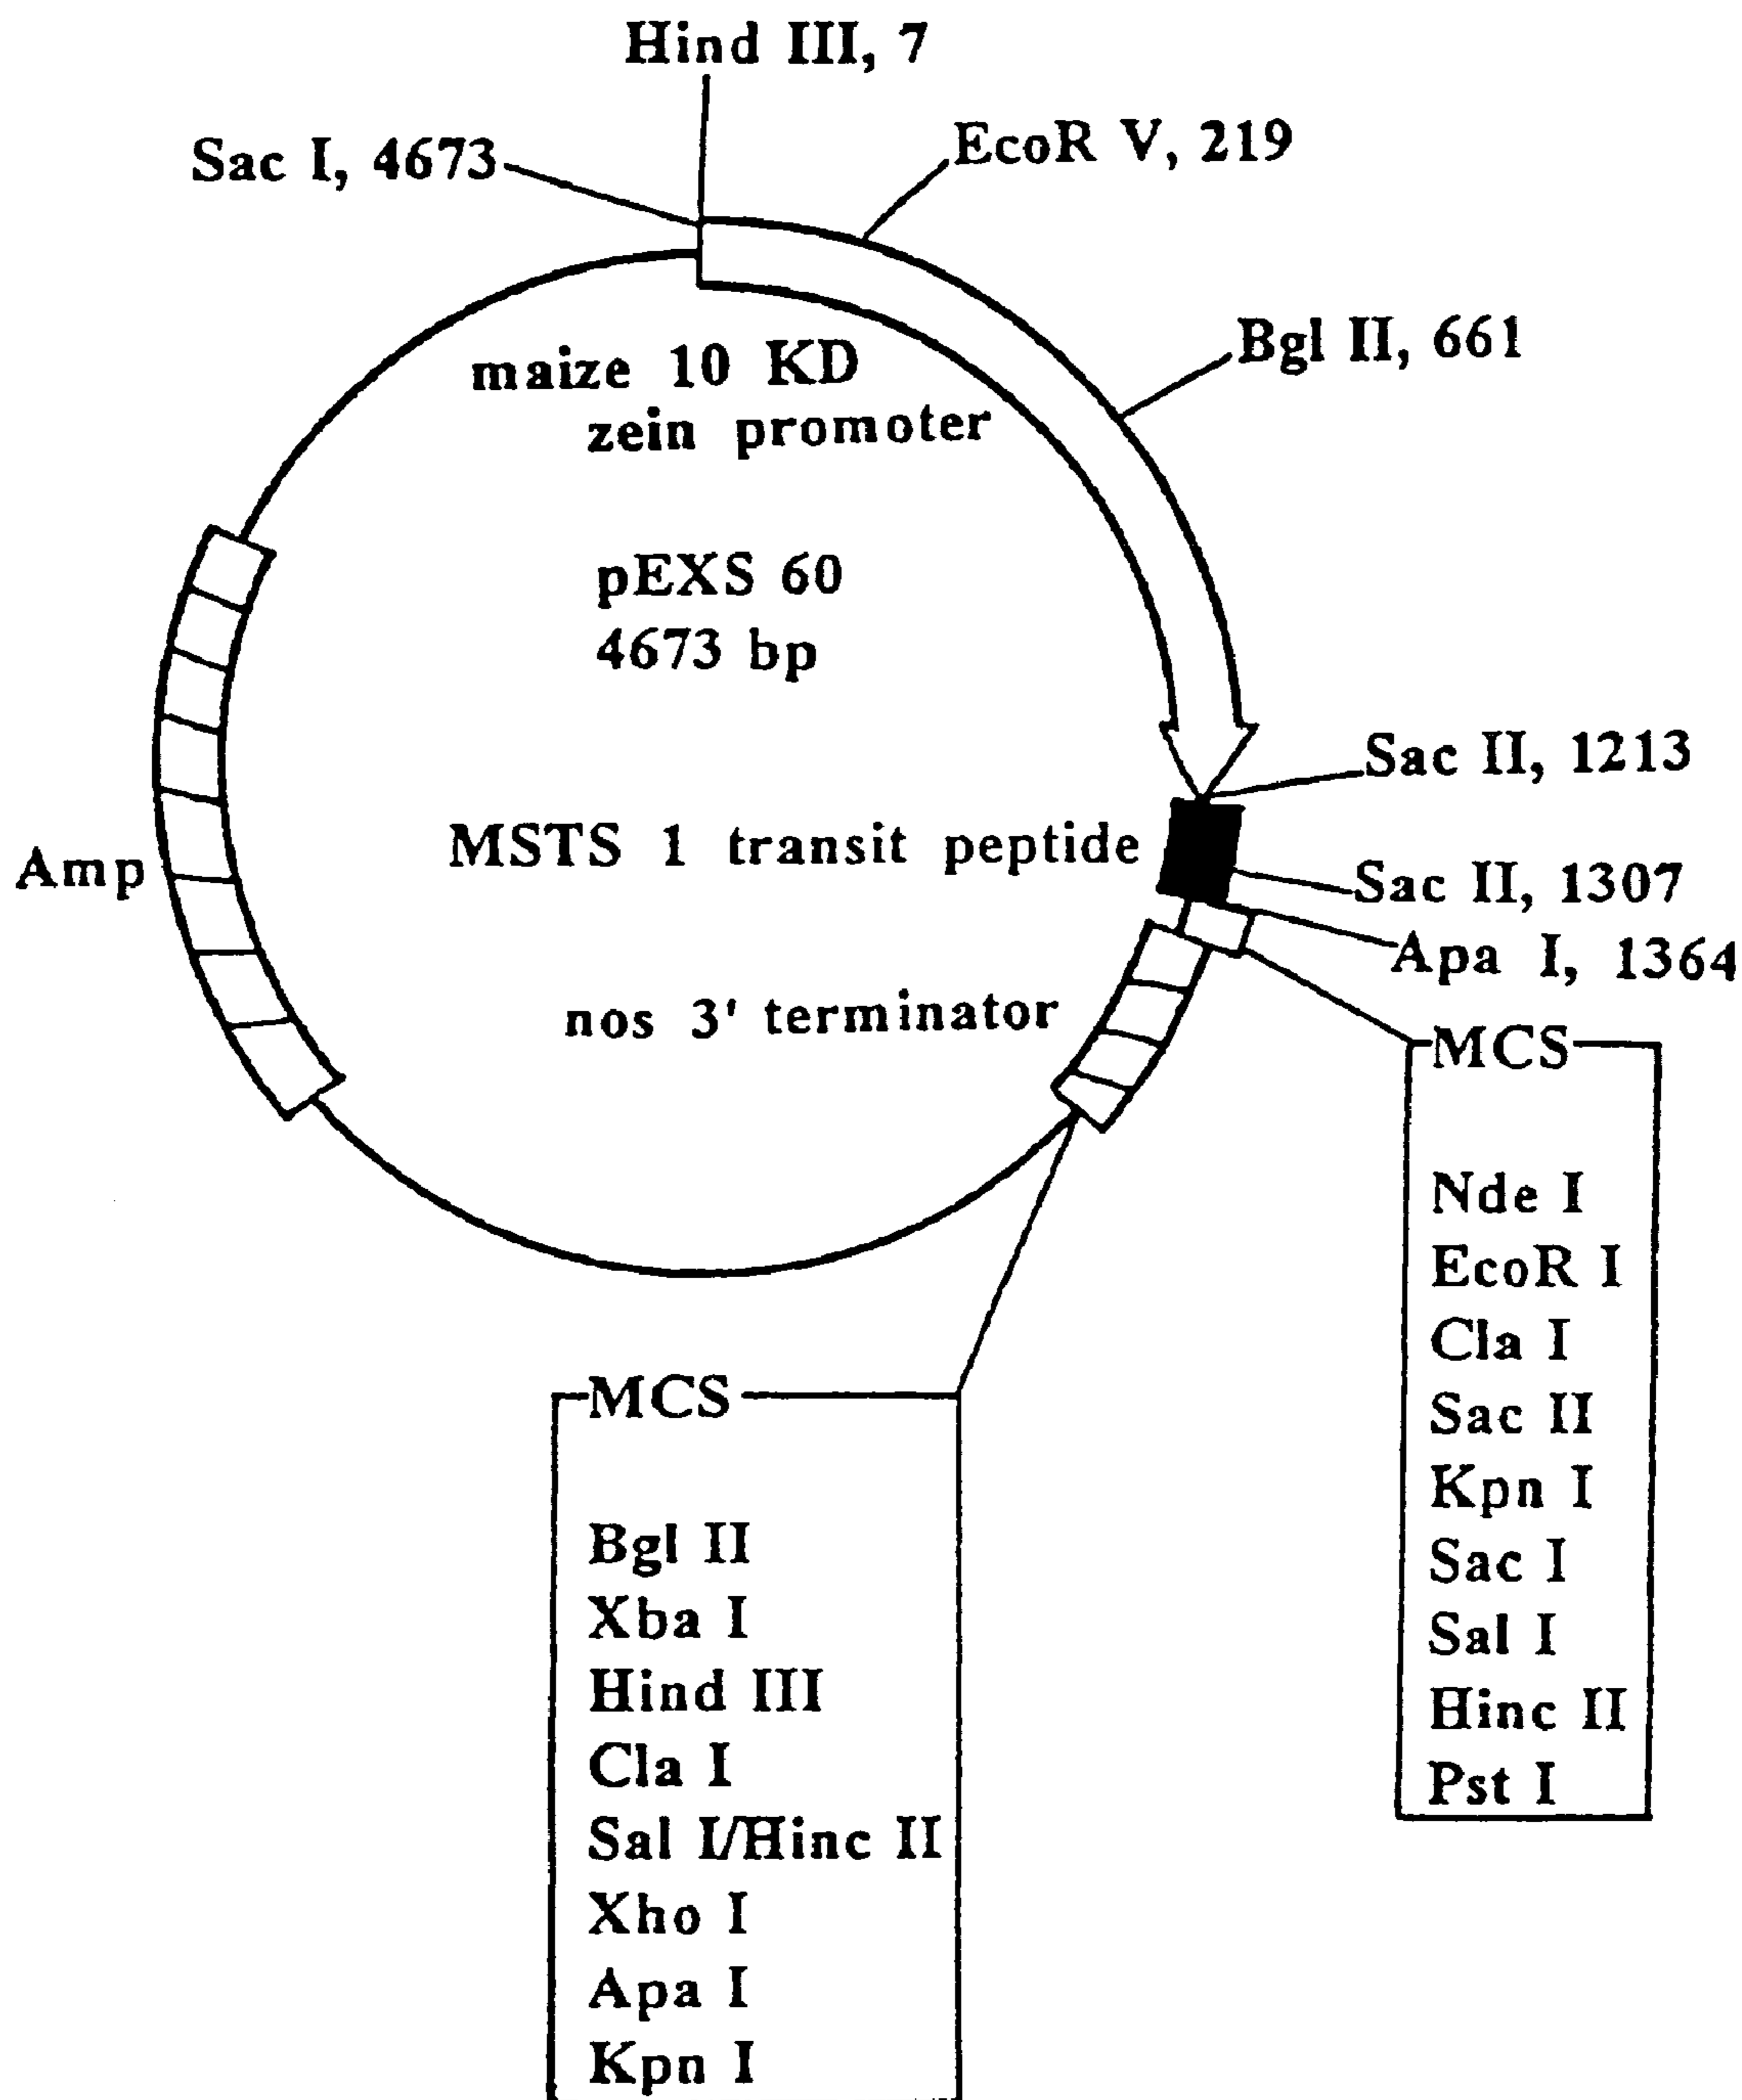 Hind III, 7
Sac I, 4673
EcoR V, 219
Bgl II, 661
maize 10 KD
zein promoter
pEXS 60
4673 bp
Sac II, 1213
MSTS 1 transit peptide
Amp
Sac II, 1307
Apa I, 1364
nos 3' terminator
MCS
Nde I
EcoR I
Cla I
Sac II
Kpn I
Sac I
Sal I
Hinc II
Pst I
MCS
Bgl II
Xba I
Hind III
Cla I
Sal I/Hinc II
Xho I
Apa I
Kpn I